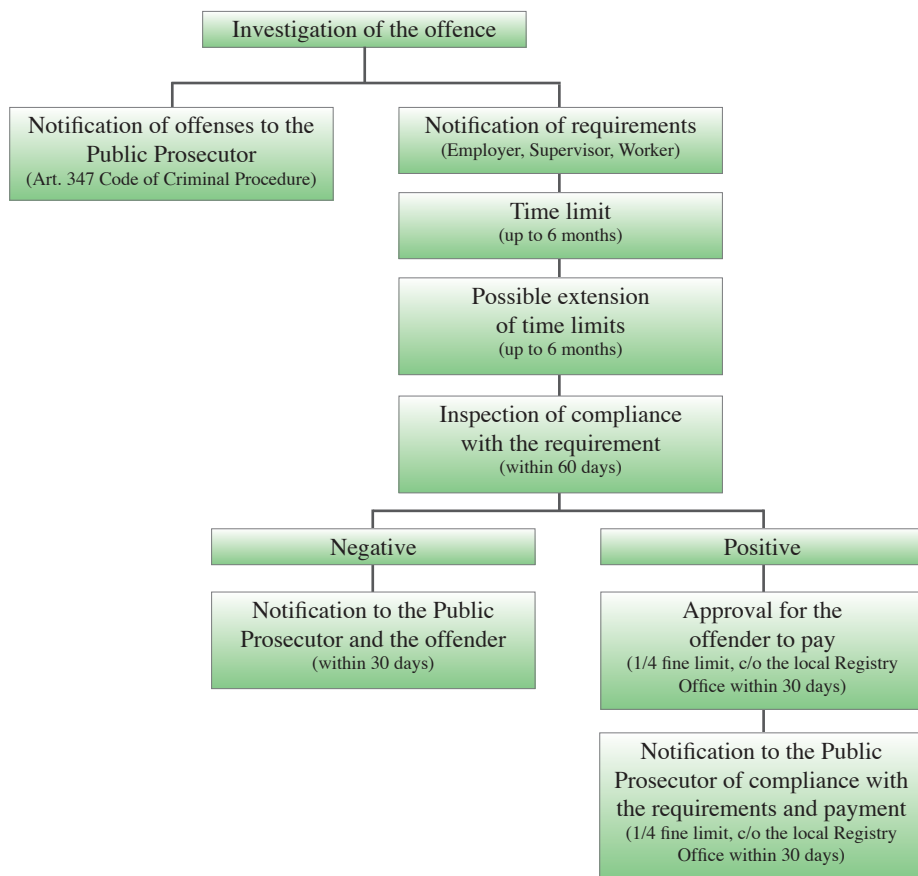 Investigation of the offence
Notification of offenses to the
Public Prosecutor
(Art. 347 Code of Criminal Procedure)
Notification of requirements
(Employer, Supervisor, Worker)
Time limit
(up to 6 months)
Possible extension
of time limits
(up to 6 months)
Inspection of compliance
with the requirement
(within 60 days)
Negative
Positive
Notification to the Public
Prosecutor and the offender
(within 30 days)
Approval for the
offender to pay
(1/4 fine limit, c/o the local Registry
Office within 30 days)
Notification to the Public
Prosecutor of compliance with
the requirements and payment
(1/4 fine limit, c/o the local Registry
Office within 30 days)